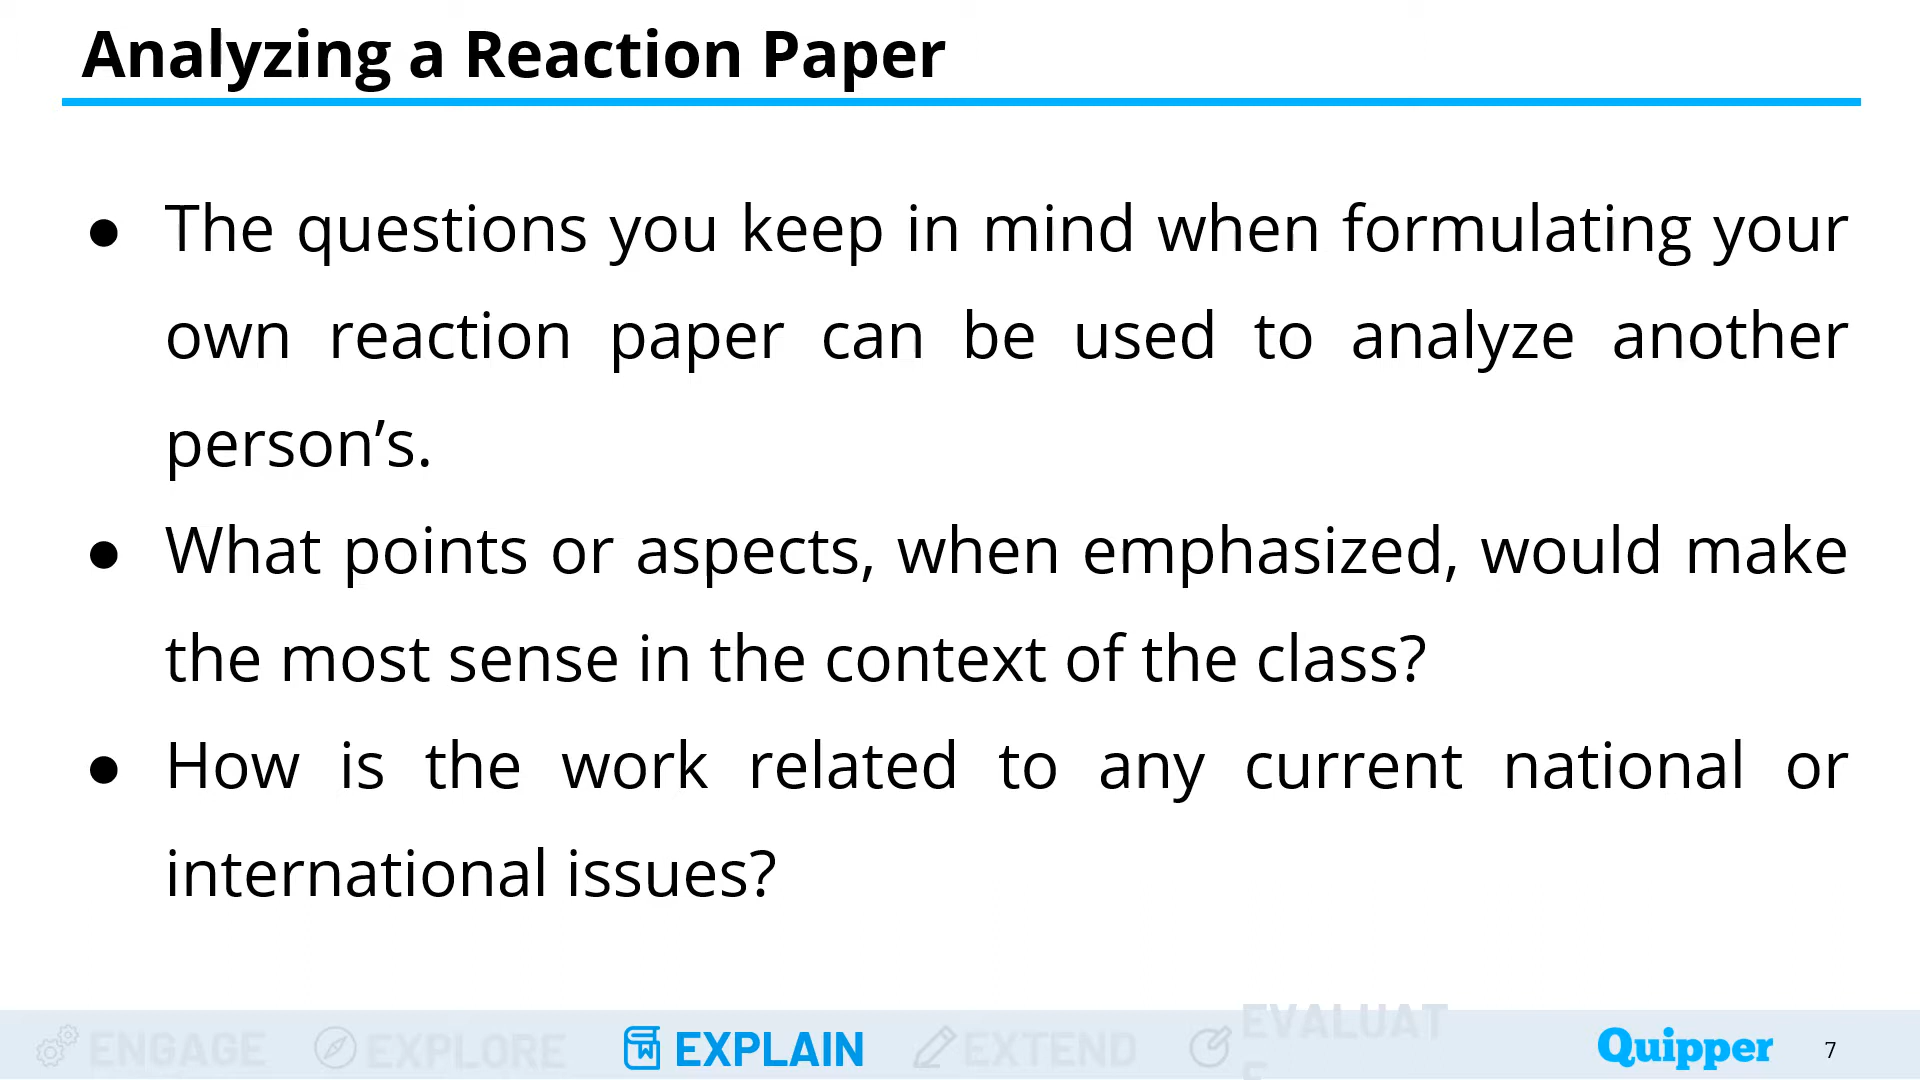 Analyzing a Reaction Paper
● The questions you keep in mind when formulating your
own reaction paper can be used to analyze another
person’s.
● What points or aspects, when emphasized, would make
the most sense in the context of the class?
● How is the work related to any current national or
international issues?
ENGAGE EXPLORE EXPLAIN EXTEND EVALUAT
E
Quipper 7